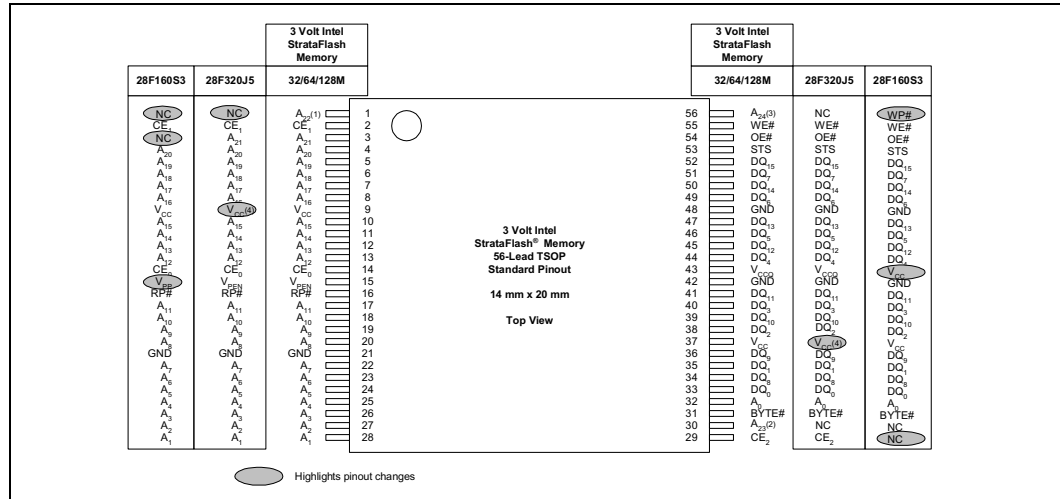 3 Volt Intel StrataFlash Memory
3 Volt Intel StrataFlash Memory
28F160S3 28F320J5 32/64/128M
32/64/128M 28F320J5 28F160S3
NC NC A22(1) 1
CE1 CE1 CE1 2
NC A21 A21 3
A20 A20 A20 4
A19 A19 A19 5
A18 A18 A18 6
A17 A17 A17 7
A16 A16 A16 8
VCC VCC(4) VCC 9
A15 A15 A15 10
A14 A14 A14 11
A13 A13 A13 12
A12 A12 A12 13
CE0 CE0 CE0 14
VPP VPEN VPEN 15
RP# RP# RP# 16
A11 A11 A11 17
A10 A10 A10 18
A9 A9 A9 19
A8 A8 A8 20
GND GND GND 21
A7 A7 A7 22
A6 A6 A6 23
A5 A5 A5 24
A4 A4 A4 25
A3 A3 A3 26
A2 A2 A2 27
A1 A1 A1 28
3 Volt Intel
StrataFlash® Memory
56-Lead TSOP
Standard Pinout
14 mm x 20 mm
Top View
56 A24(3) NC WP#
55 WE# WE# WE#
54 OE# OE# OE#
53 STS STS STS
52 DQ15 DQ15 DQ15
51 DQ7 DQ7 DQ7
50 DQ14 DQ14 DQ14
49 DQ6 DQ6 DQ6
48 GND GND GND
47 DQ13 DQ13 DQ13
46 DQ5 DQ5 DQ5
45 DQ12 DQ12 DQ12
44 DQ4 DQ4 DQ4
43 VCCQ VCCQ VCC
42 GND GND GND
41 DQ11 DQ11 DQ11
40 DQ3 DQ3 DQ3
39 DQ10 DQ10 DQ10
38 DQ2 DQ2 DQ2
37 VCC VCC(4) VCC
36 DQ9 DQ9 DQ9
35 DQ1 DQ1 DQ1
34 DQ8 DQ8 DQ8
33 DQ0 DQ0 DQ0
32 A0 A0 A0
31 BYTE# BYTE# BYTE#
30 A23(2) NC NC
29 CE2 CE2 NC
Highlights pinout changes